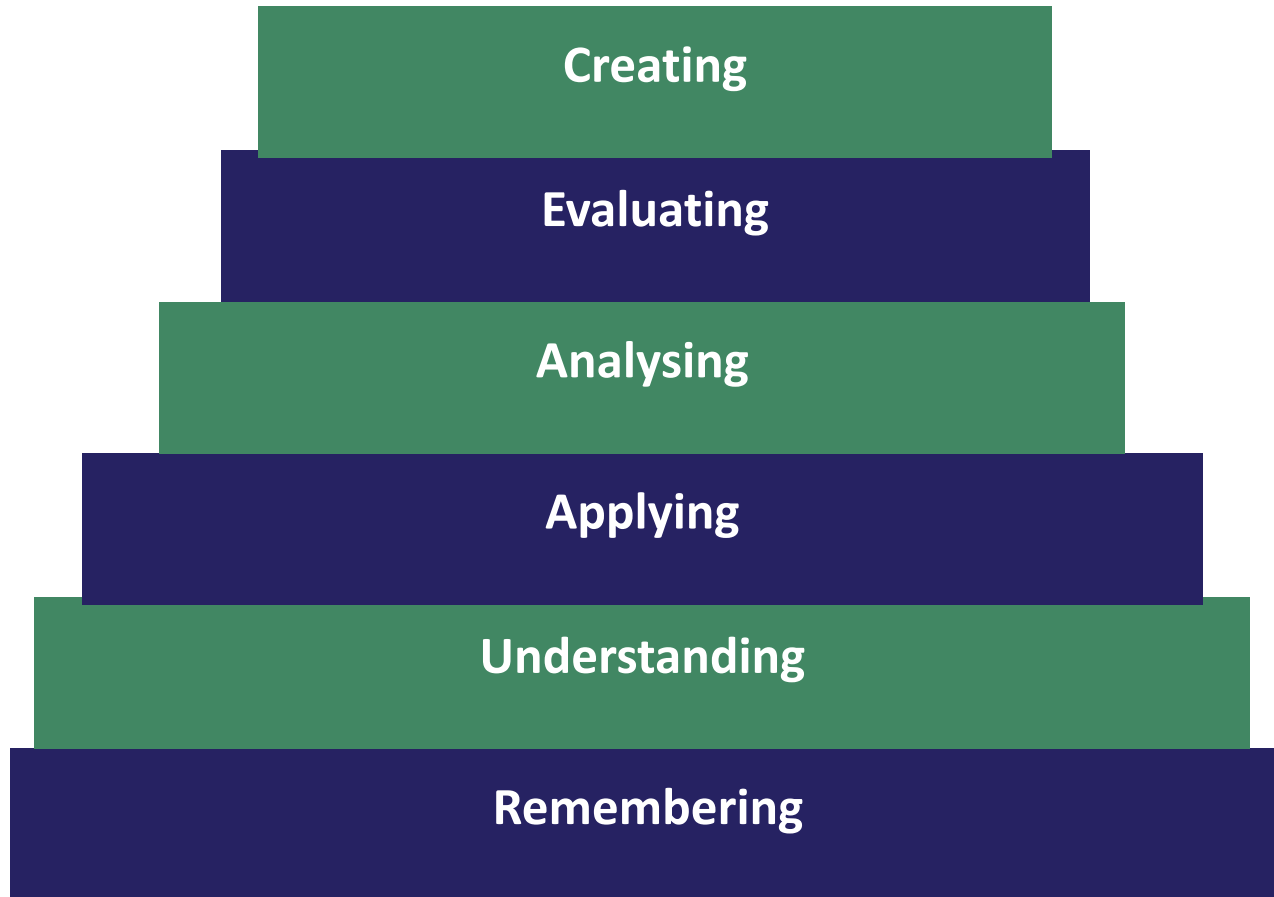 Creating
Evaluating
Analysing
Applying
Understanding
Remembering